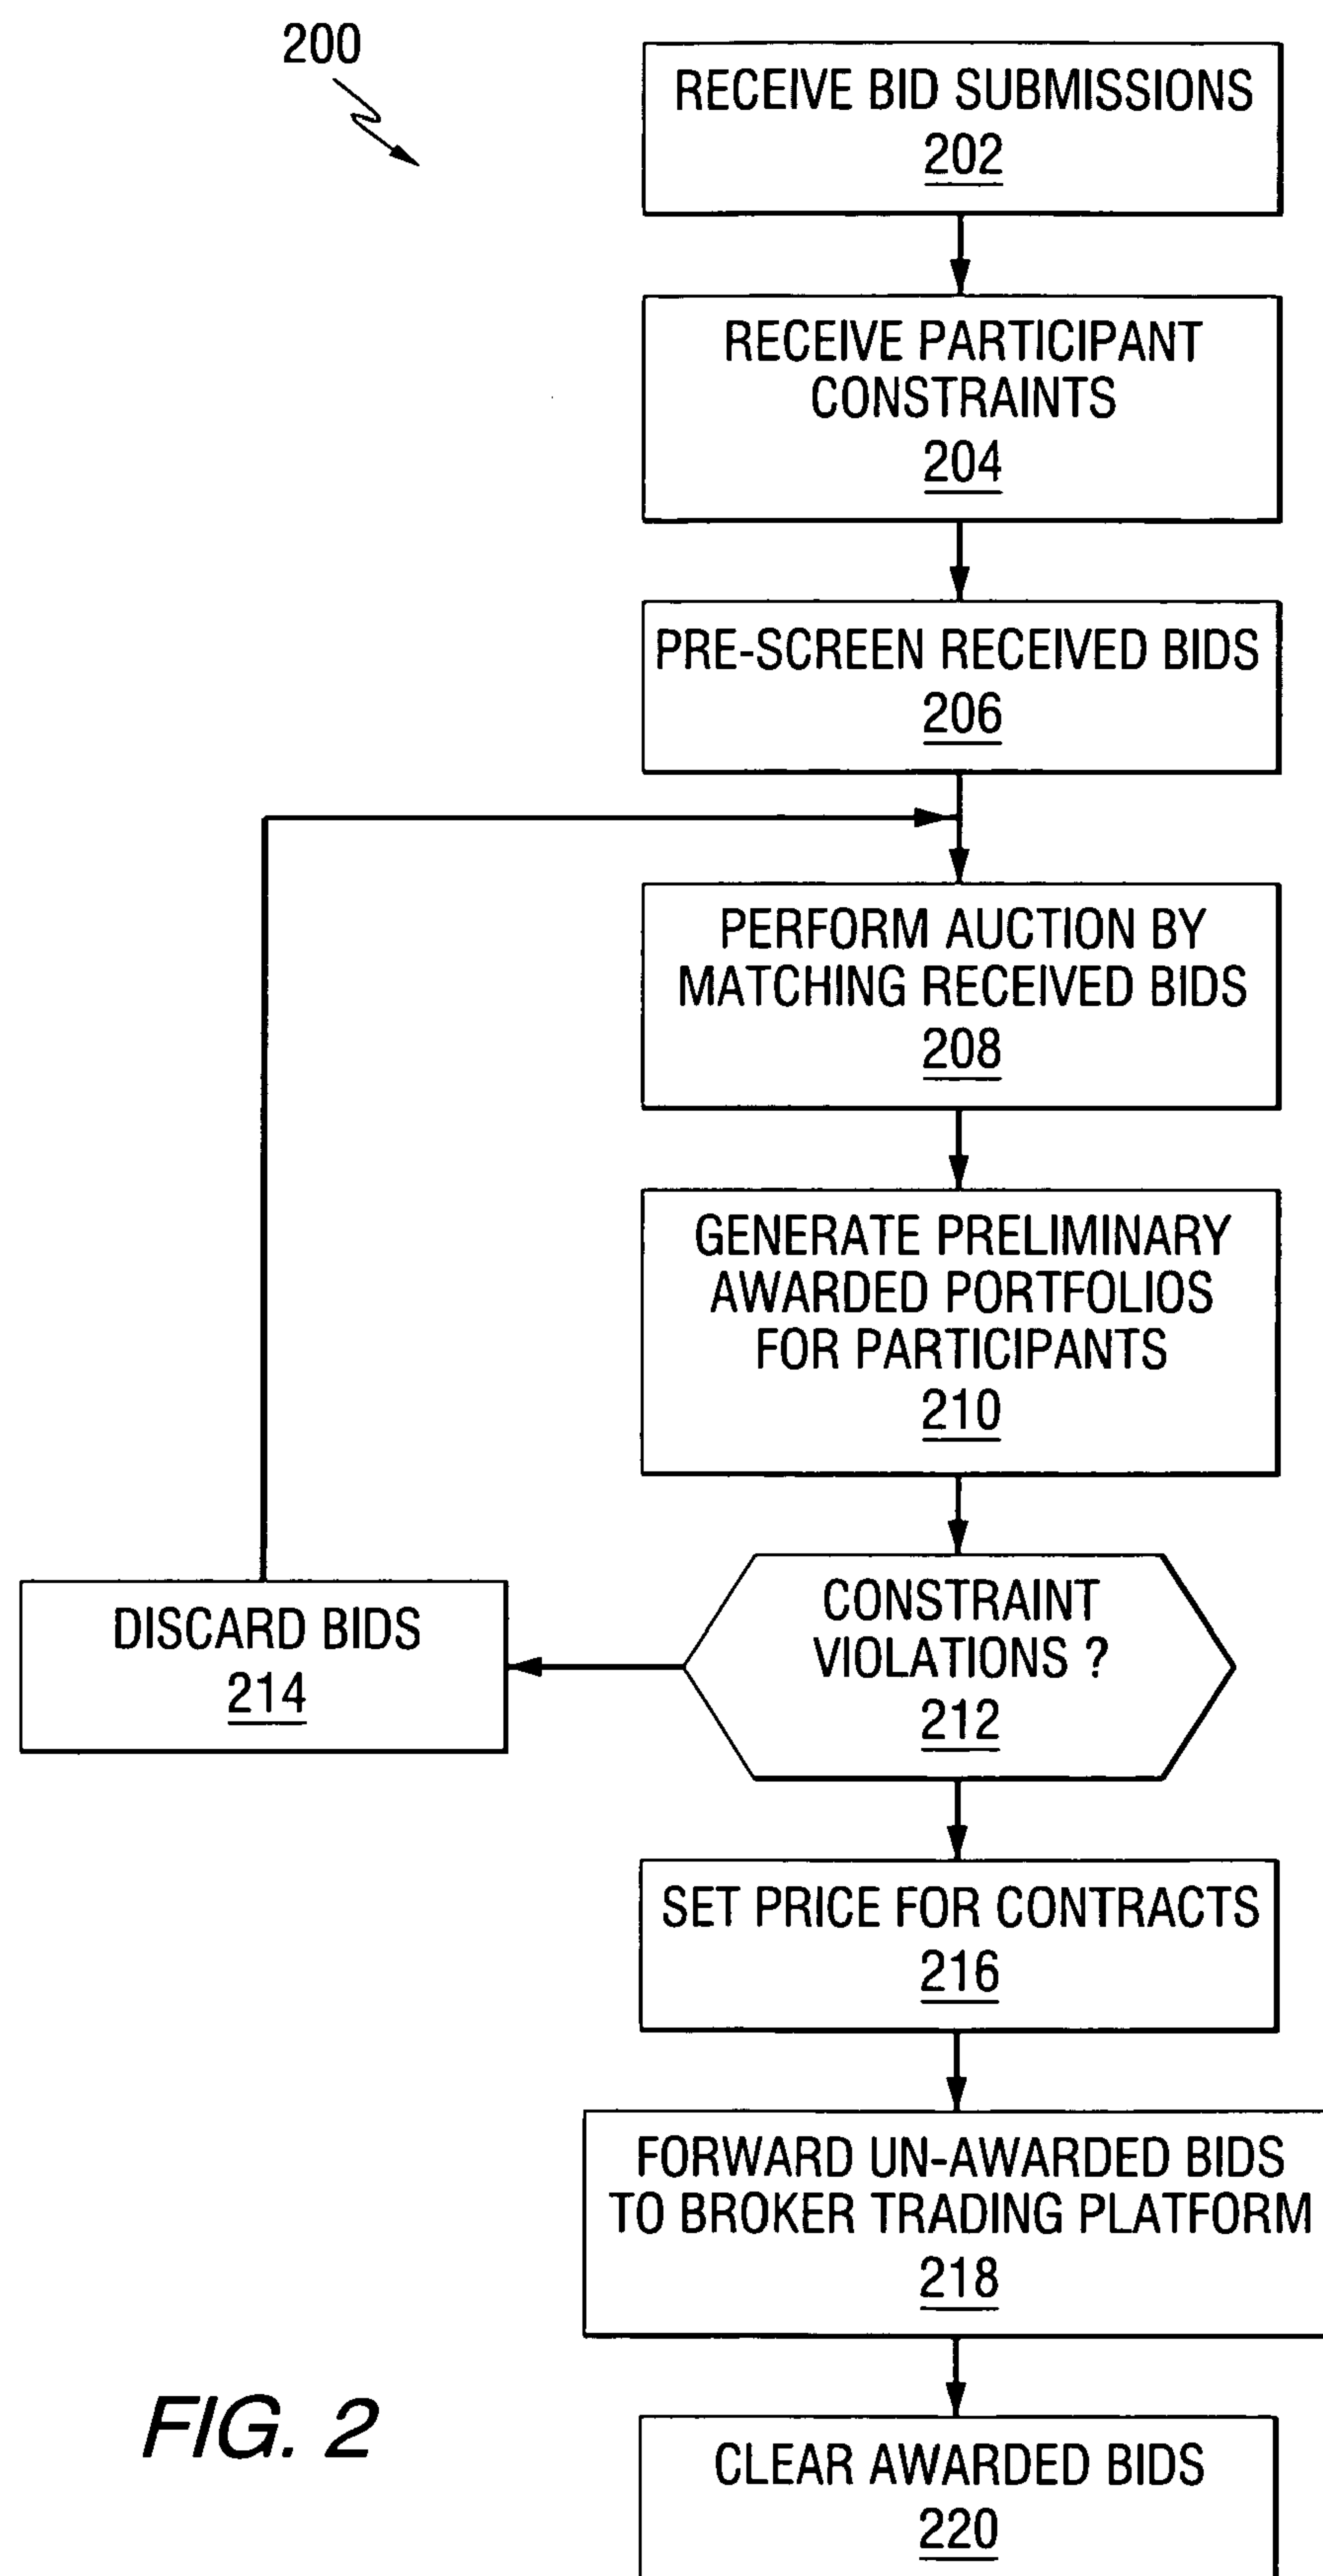 200
RECEIVE BID SUBMISSIONS
202
RECEIVE PARTICIPANT
CONSTRAINTS
204
PRE-SCREEN RECEIVED BIDS
206
PERFORM AUCTION BY
MATCHING RECEIVED BIDS
208
GENERATE PRELIMINARY
AWARDED PORTFOLIOS
FOR PARTICIPANTS
210
CONSTRAINT
VIOLATIONS ?
212
DISCARD BIDS
214
SET PRICE FOR CONTRACTS
216
FORWARD UN-AWARDED BIDS
TO BROKER TRADING PLATFORM
218
CLEAR AWARDED BIDS
220
FIG. 2